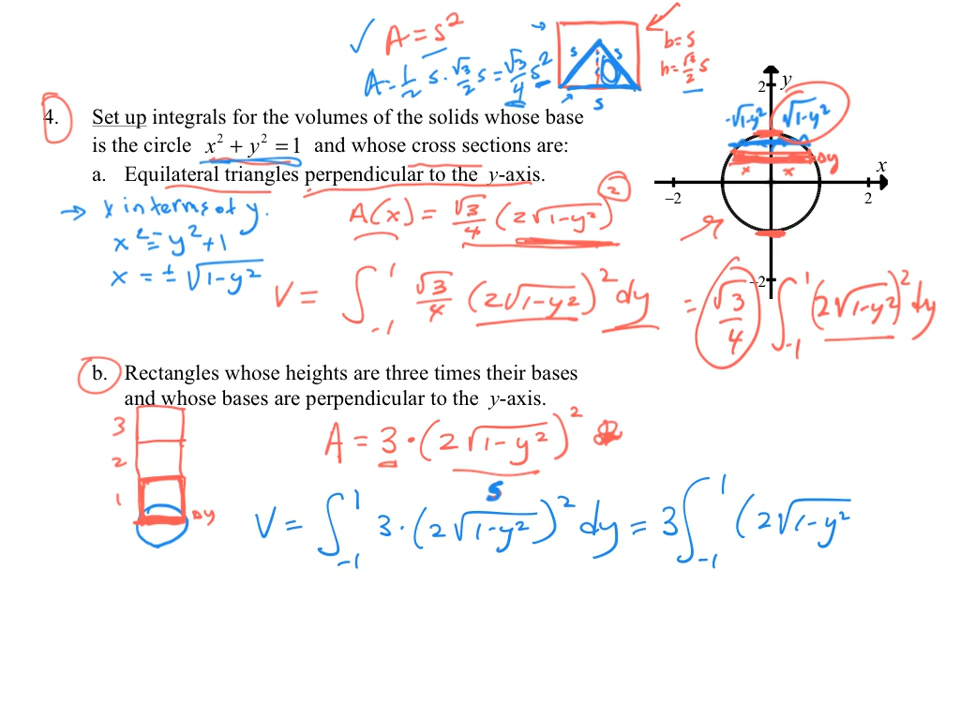 √ A = s²
A = 1/2 s · √3/2 s = √3/4 s²
s s
s
b = s
h = √3/2 s
2 y
-√1-y² √1-y²
x x Δy
x
-2 2
-2
4. Set up integrals for the volumes of the solids whose base
is the circle x² + y² = 1 and whose cross sections are:
a. Equilateral triangles perpendicular to the y-axis.
→ x in terms of y.
x² = -y² + 1
x = ± √1-y²
A(x) = √3/4 (2√1-y²)²
V = ∫₋₁¹ √3/4 (2√1-y²)² dy = √3/4 ∫₋₁¹ (2√1-y²)² dy
b. Rectangles whose heights are three times their bases
and whose bases are perpendicular to the y-axis.
3
2
1
Δy
A = 3 · (2√1-y²)²
s
V = ∫₋₁¹ 3 · (2√1-y²)² dy = 3 ∫₋₁¹ (2√1-y²